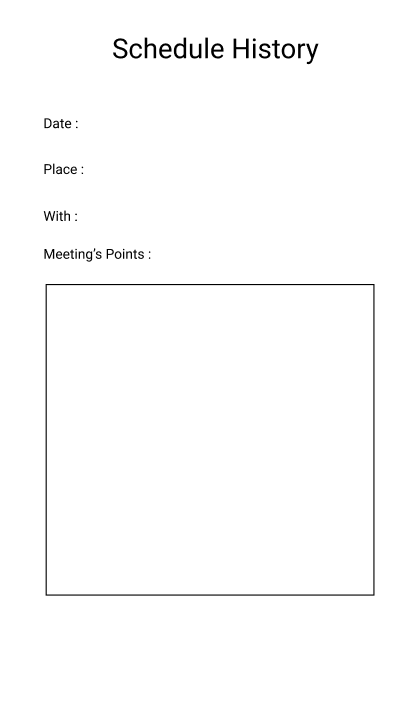 Schedule History
Date :
Place :
With :
Meeting’s Points :